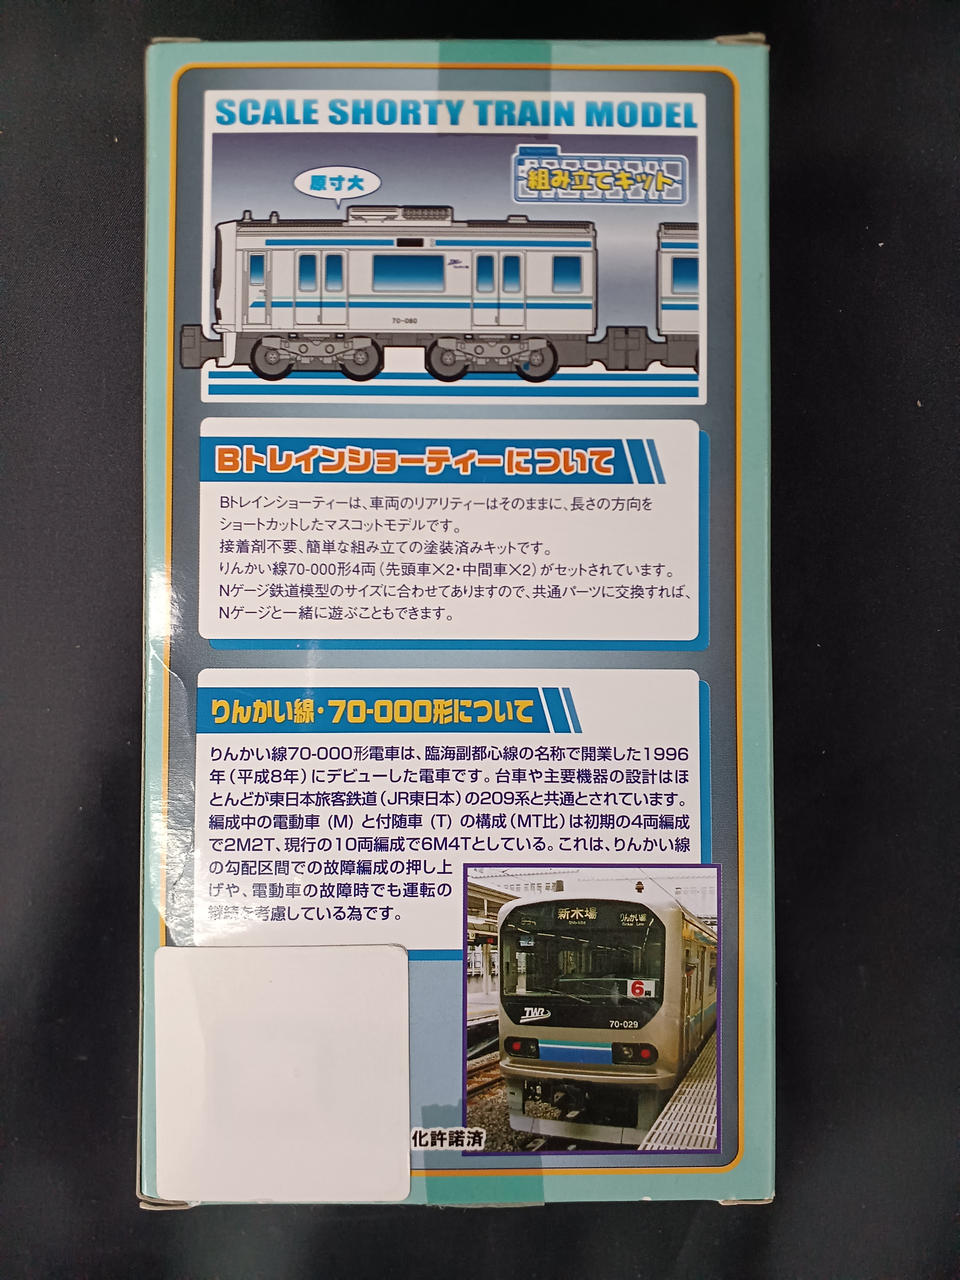 SCALE SHORTY TRAIN MODEL
組み立てキット
原寸大
TWR
70-080
Bトレインショーティーについて
Bトレインショーティーは、車両のリアリティーはそのままに、長さの方向を
ショートカットしたマスコットモデルです。
接着剤不要、簡単な組み立ての塗装済みキットです。
りんかい線70-000形4両(先頭車×2・中間車×2)がセットされています。
Nゲージ鉄道模型のサイズに合わせてありますので、共通パーツに交換すれば、
Nゲージと一緒に遊ぶこともできます。
りんかい線・70-000形について
りんかい線70-000形電車は、臨海副都心線の名称で開業した1996
年(平成8年)にデビューした電車です。台車や主要機器の設計はほ
とんどが東日本旅客鉄道(JR東日本)の209系と共通とされています。
編成中の電動車(M)と付随車(T)の構成(MT比)は初期の4両編成
で2M2T、現行の10両編成で6M4Tとしている。これは、りんかい線
の勾配区間での故障編成の押し上
げや、電動車の故障時でも運転の
継続を考慮している為です。
新木場
りんかい線
6
TWR
70-029
化許諾済